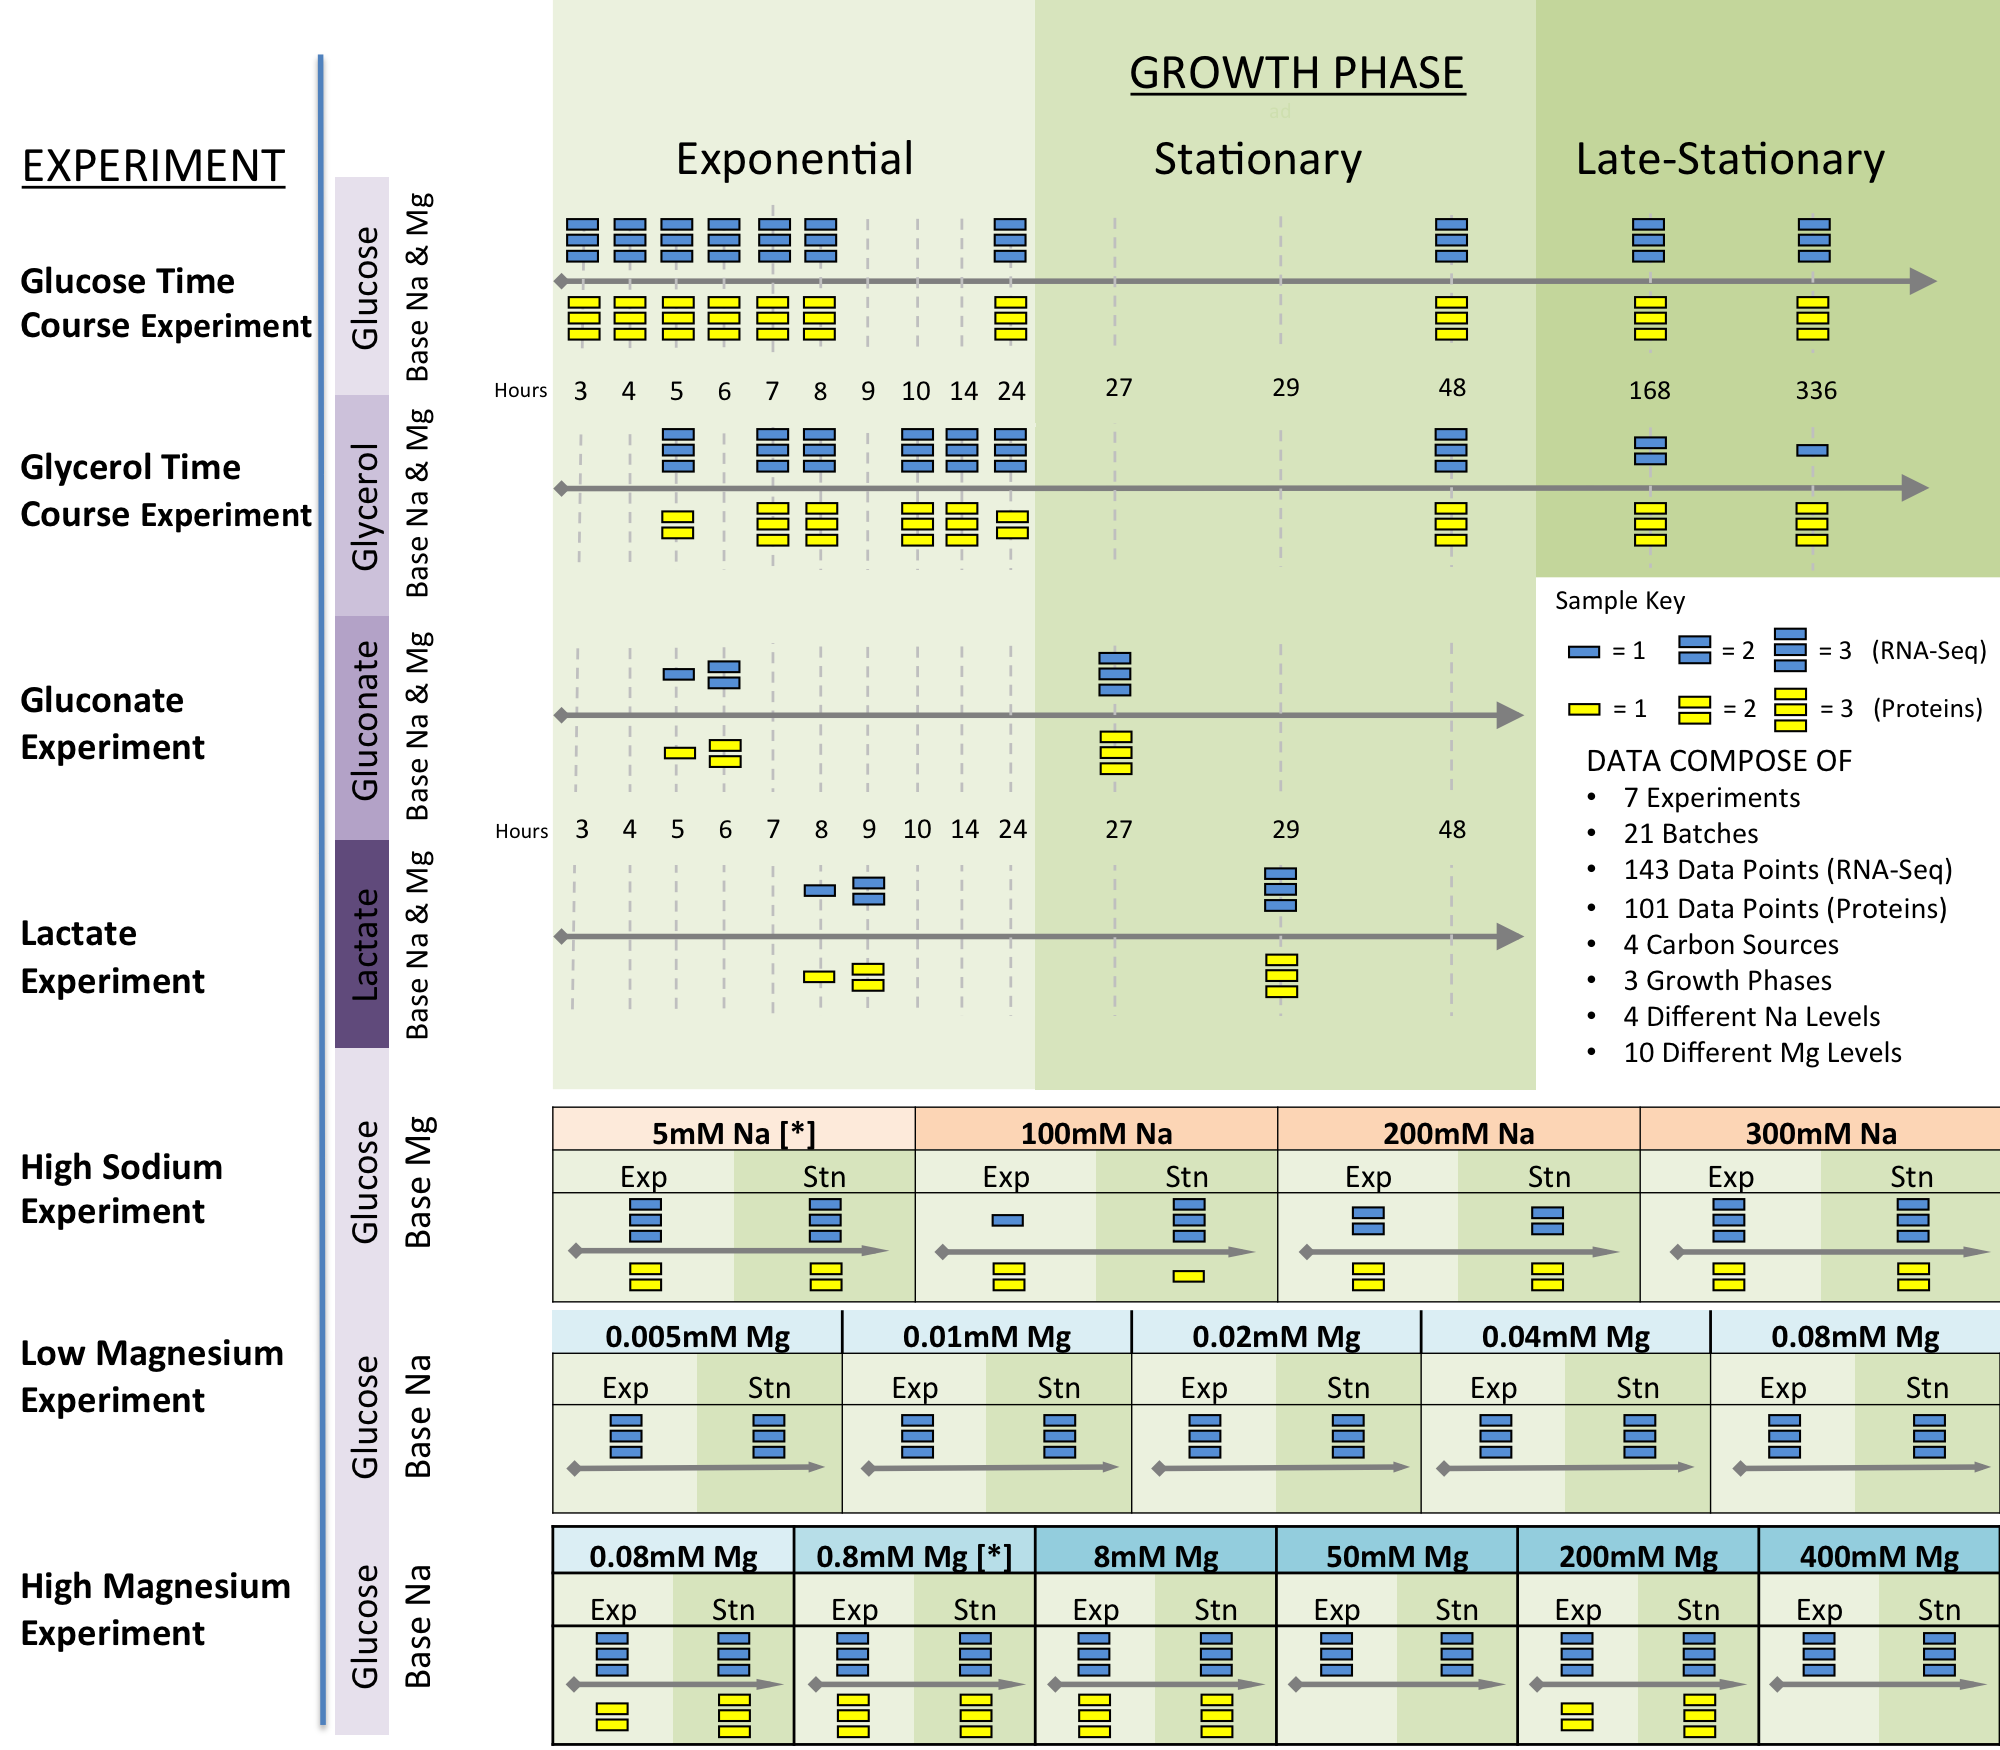 GROWTH PHASE
ad
EXPERIMENT
Exponential
Stationary
Late-Stationary
Glucose Time
Course Experiment
Glucose
Base Na & Mg
Hours 3 4 5 6 7 8 9 10 14 24 27 29 48 168 336
Glycerol Time
Course Experiment
Glycerol
Base Na & Mg
Gluconate
Experiment
Gluconate
Base Na & Mg
Hours 3 4 5 6 7 8 9 10 14 24 27 29 48
Lactate
Experiment
Lactate
Base Na & Mg
Sample Key
= 1 = 2 = 3 (RNA-Seq)
= 1 = 2 = 3 (Proteins)
DATA COMPOSE OF
• 7 Experiments
• 21 Batches
• 143 Data Points (RNA-Seq)
• 101 Data Points (Proteins)
• 4 Carbon Sources
• 3 Growth Phases
• 4 Different Na Levels
• 10 Different Mg Levels
High Sodium
Experiment
Glucose
Base Mg
5mM Na [*] 100mM Na 200mM Na 300mM Na
Exp Stn Exp Stn Exp Stn Exp Stn
Low Magnesium
Experiment
Glucose
Base Na
0.005mM Mg 0.01mM Mg 0.02mM Mg 0.04mM Mg 0.08mM Mg
Exp Stn Exp Stn Exp Stn Exp Stn Exp Stn
High Magnesium
Experiment
Glucose
Base Na
0.08mM Mg 0.8mM Mg [*] 8mM Mg 50mM Mg 200mM Mg 400mM Mg
Exp Stn Exp Stn Exp Stn Exp Stn Exp Stn Exp Stn